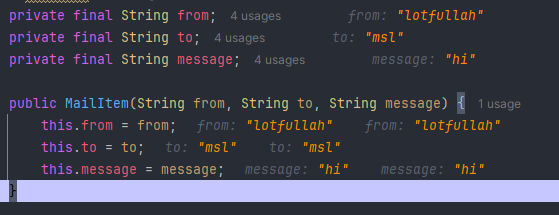 private final String from;  4 usages  from: "lotfullah"
private final String to;  4 usages  to: "msl"
private final String message;  4 usages  message: "hi"
public MailItem(String from, String to, String message) {  1 usage
this.from = from;  from: "lotfullah"  from: "lotfullah"
this.to = to;  to: "msl"  to: "msl"
this.message = message;  message: "hi"  message: "hi"
}